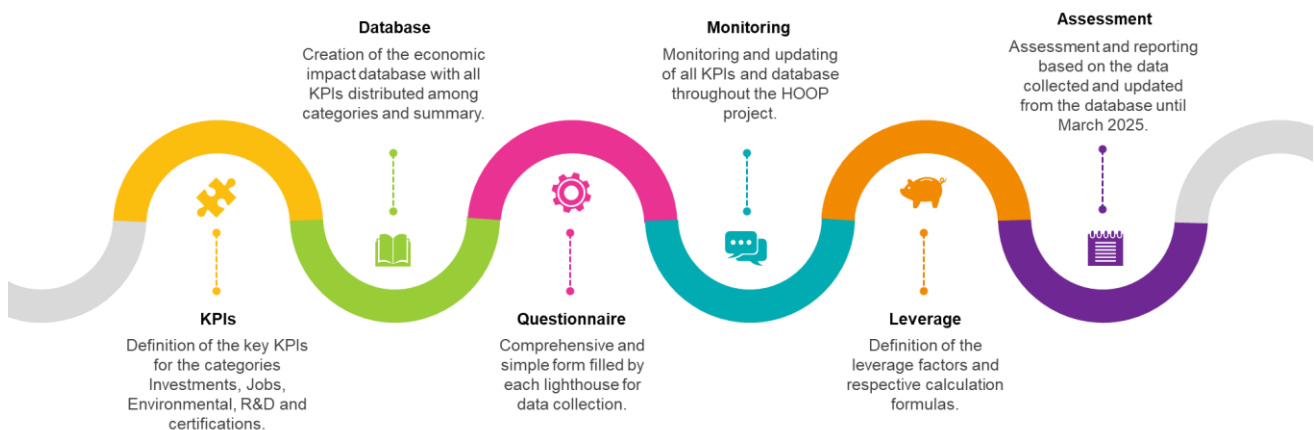 Database
Creation of the economic
impact database with all
KPIs distributed among
categories and summary.
Monitoring
Monitoring and updating
of all KPIs and database
throughout the HOOP
project.
Assessment
Assessment and reporting
based on the data
collected and updated
from the database until
March 2025.
KPIs
Definition of the key KPIs
for the categories
Investments, Jobs,
Environmental, R&D and
certifications.
Questionnaire
Comprehensive and
simple form filled by
each lighthouse for
data collection.
Leverage
Definition of the
leverage factors and
respective calculation
formulas.